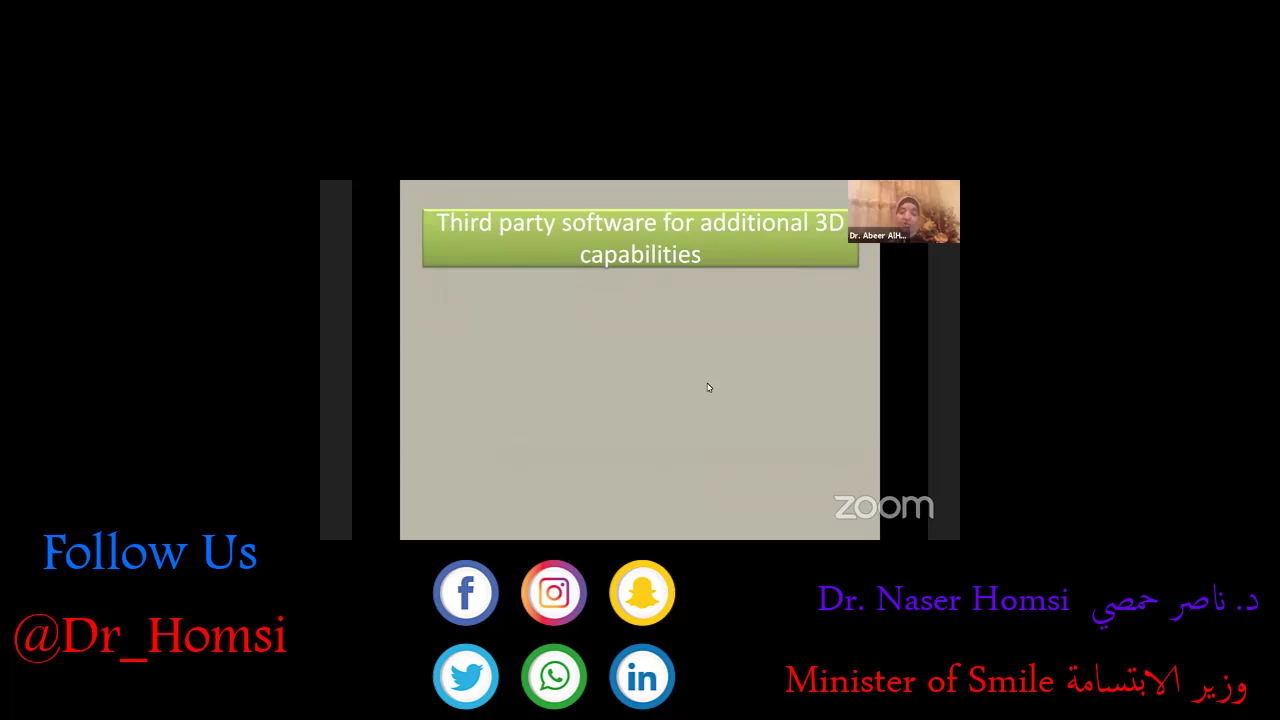 Third party software for additional 3D
capabilities
Dr. Abeer AlH...
zoom
Follow Us
@Dr_Homsi
Dr. Naser Homsi د. ناصر حمصي
Minister of Smile وزير الابتسامة